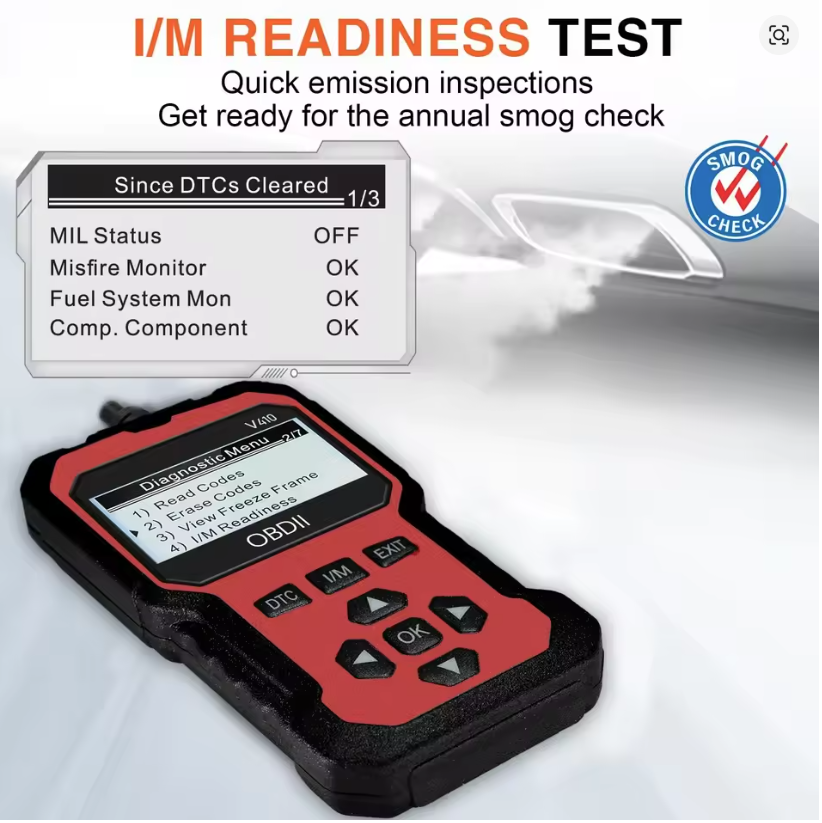 I/M READINESS TEST
Quick emission inspections
Get ready for the annual smog check
Since DTCs Cleared
1/3
MIL Status OFF
Misfire Monitor OK
Fuel System Mon OK
Comp. Component OK
SMOG
CHECK
V410
Diagnostic Menu 2/7
1) Read Codes
2) Erase Codes
3) View Freeze Frame
4) I/M Readiness
OBDII
DTC I/M EXIT
OK